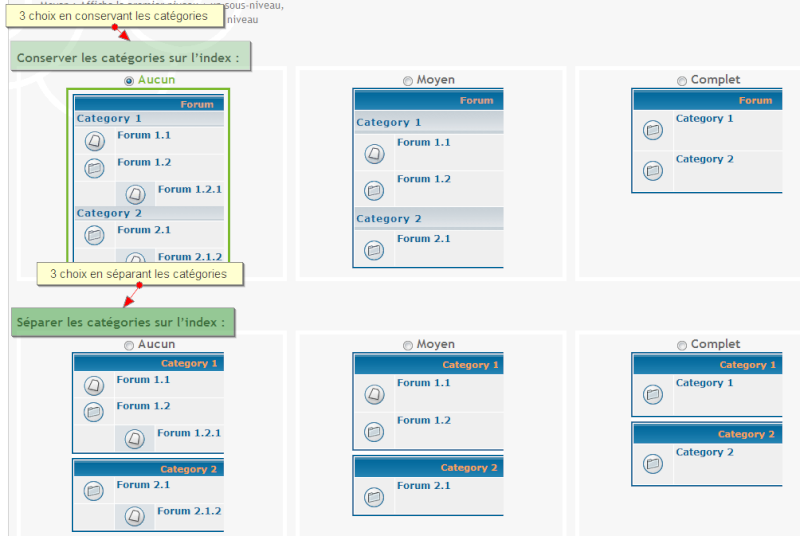 sous-niveau,
3 choix en conservant les catégories
niveau
Conserver les catégories sur l'index :
Aucun
Forum
Category 1
Forum 1.1
Forum 1.2
Forum 1.2.1
Category 2
Forum 2.1
Forum 2.1.2
Moyen
Forum
Category 1
Forum 1.1
Forum 1.2
Category 2
Forum 2.1
Complet
Forum
Category 1
Category 2
3 choix en séparant les catégories
Séparer les catégories sur l'index :
Aucun
Category 1
Forum 1.1
Forum 1.2
Forum 1.2.1
Category 2
Forum 2.1
Forum 2.1.2
Moyen
Category 1
Forum 1.1
Forum 1.2
Category 2
Forum 2.1
Complet
Category 1
Category 1
Category 2
Category 2